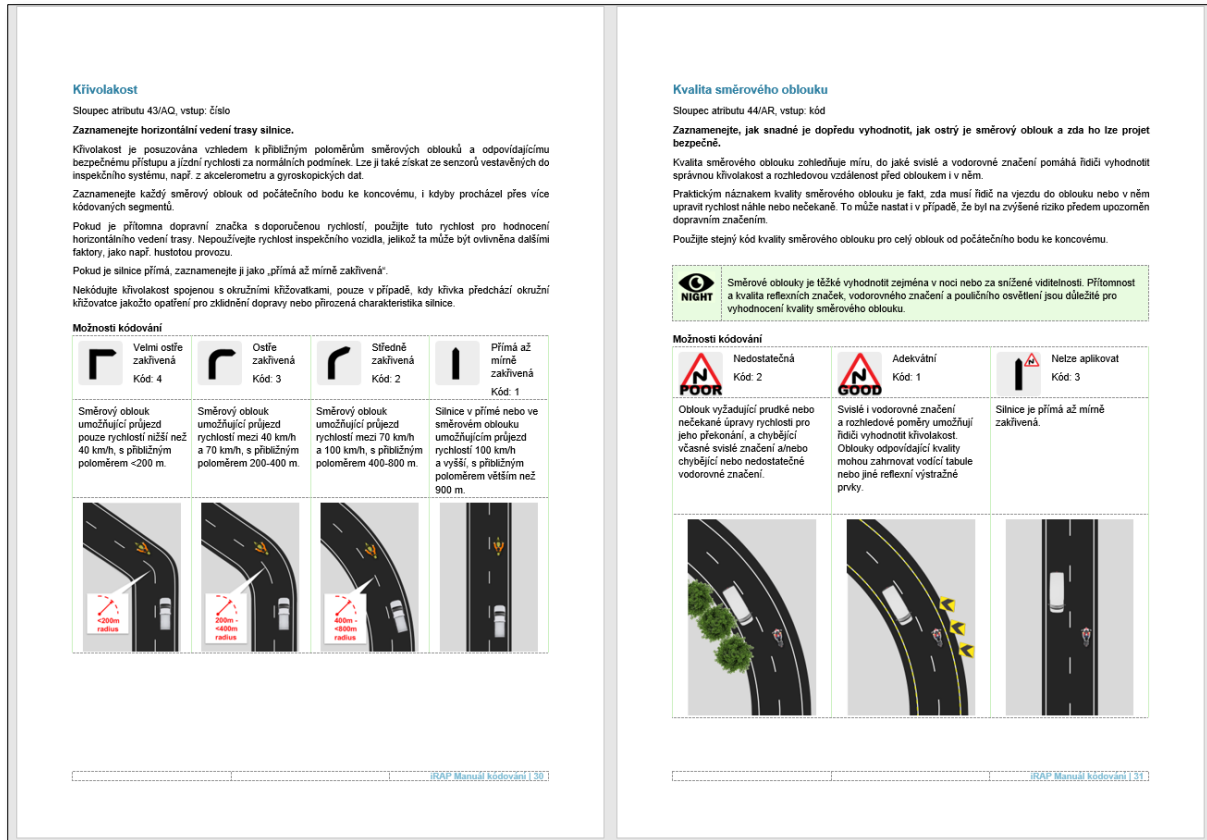 Křivolakost
Sloupec atributu 43/AQ, vstup: číslo
Zaznamenejte horizontální vedení trasy silnice.
Křivolakost je posuzována vzhledem k přibližným poloměrům směrových oblouků a odpovídajícímu
bezpečnému přístupu a jízdní rychlosti za normálních podmínek. Lze ji také získat ze senzorů vestavěných do
inspekčního systému, např. z akcelerometru a gyroskopických dat.
Zaznamenejte každý směrový oblouk od počátečního bodu ke koncovému, i kdyby procházel přes více
kódovaných segmentů.
Pokud je přítomna dopravní značka s doporučenou rychlostí, použijte tuto rychlost pro hodnocení
horizontálního vedení trasy. Nepoužívejte rychlost inspekčního vozidla, jelikož ta může být ovlivněna dalšími
faktory, jako např. hustotou provozu.
Pokud je silnice přímá, zaznamenejte ji jako „přímá až mírně zakřivená“.
Nekódujte křivolakost spojenou s okružními křižovatkami, pouze v případě, kdy křivka předchází okružní
křižovatce jakožto opatření pro zklidnění dopravy nebo přirozená charakteristika silnice.
Možnosti kódování
Velmi ostře
zakřivená
Kód: 4
Ostře
zakřivená
Kód: 3
Středně
zakřivená
Kód: 2
Přímá až
mírně
zakřivená
Kód: 1
Směrový oblouk
umožňující průjezd
pouze rychlostí nižší než
40 km/h, s přibližným
poloměrem <200 m.
Směrový oblouk
umožňující průjezd
rychlostí mezi 40 km/h
a 70 km/h, s přibližným
poloměrem 200-400 m.
Směrový oblouk
umožňující průjezd
rychlostí mezi 70 km/h
a 100 km/h, s přibližným
poloměrem 400-800 m.
Silnice v přímé nebo ve
směrovém oblouku
umožňujícím průjezd
rychlostí 100 km/h
a vyšší, s přibližným
poloměrem větším než
900 m.
<200m
radius
200m -
<400m
radius
400m -
<800m
radius
iRAP Manuál kódování | 30
Kvalita směrového oblouku
Sloupec atributu 44/AR, vstup: kód
Zaznamenejte, jak snadné je dopředu vyhodnotit, jak ostrý je směrový oblouk a zda ho lze projet
bezpečně.
Kvalita směrového oblouku zohledňuje míru, do jaké svislé a vodorovné značení pomáhá řidiči vyhodnotit
správnou křivolakost a rozhledovou vzdálenost před obloukem i v něm.
Praktickým náznakem kvality směrového oblouku je fakt, zda musí řidič na vjezdu do oblouku nebo v něm
upravit rychlost náhle nebo nečekaně. To může nastat i v případě, že byl na zvýšené riziko předem upozorněn
dopravním značením.
Použijte stejný kód kvality směrového oblouku pro celý oblouk od počátečního bodu ke koncovému.
NIGHT
Směrové oblouky je těžké vyhodnotit zejména v noci nebo za snížené viditelnosti. Přítomnost
a kvalita reflexních značek, vodorovného značení a pouličního osvětlení jsou důležité pro
vyhodnocení kvality směrového oblouku.
Možnosti kódování
POOR
Nedostatečná
Kód: 2
GOOD
Adekvátní
Kód: 1
Nelze aplikovat
Kód: 3
Oblouk vyžadující prudké nebo
nečekané úpravy rychlosti pro
jeho překonání, a chybějící
včasné svislé značení a/nebo
chybějící nebo nedostatečné
vodorovné značení.
Svislé i vodorovné značení
a rozhledové poměry umožňují
řidiči vyhodnotit křivolakost.
Oblouky odpovídající kvality
mohou zahrnovat vodící tabule
nebo jiné reflexní výstražné
prvky.
Silnice je přímá až mírně
zakřivená.
iRAP Manuál kódování | 31